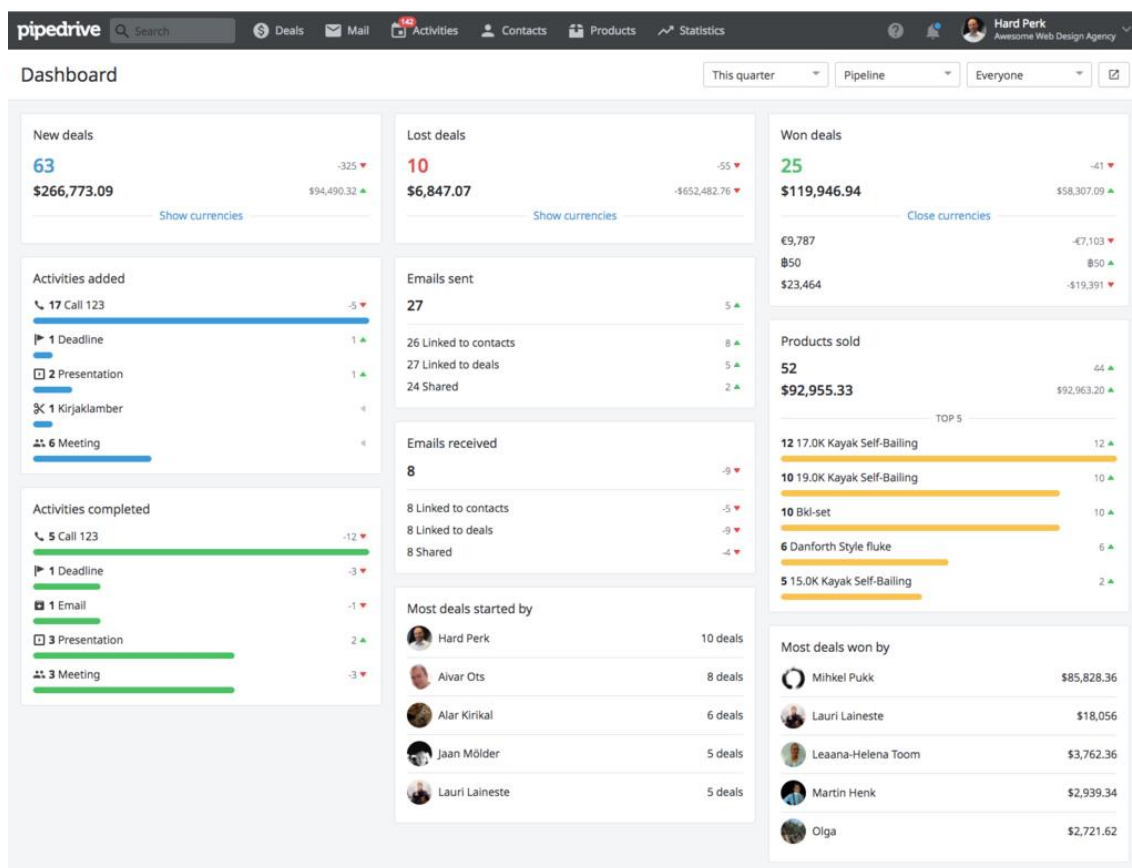 pipedrive Search Deals Mail 142 Activities Contacts Products Statistics Hard Perk
Awesome Web Design Agency
Dashboard This quarter Pipeline Everyone
New deals
63 -325
$266,773.09 $94,490.32
Show currencies
Activities added
17 Call 123 -5
1 Deadline 1
2 Presentation 1
1 Kirjaklamber
6 Meeting
Activities completed
5 Call 123 -12
1 Deadline -3
1 Email -1
3 Presentation 2
3 Meeting -3
Lost deals
10 -55
$6,847.07 -$652,482.76
Show currencies
Emails sent
27 5
26 Linked to contacts 8
27 Linked to deals 5
24 Shared 2
Emails received
8 -9
8 Linked to contacts -5
8 Linked to deals -9
8 Shared -4
Most deals started by
Hard Perk 10 deals
Aivar Ots 8 deals
Alar Kirikal 6 deals
Jaan Mölder 5 deals
Lauri Laineste 5 deals
Won deals
25 -41
$119,946.94 $58,307.09
Close currencies
€9,787 -€7,103
฿50 ฿50
$23,464 -$19,391
Products sold
52 44
$92,955.33 $92,963.20
TOP 5
12 17.0K Kayak Self-Bailing 12
10 19.0K Kayak Self-Bailing 10
10 Bkl-set 10
6 Danforth Style fluke 6
5 15.0K Kayak Self-Bailing 2
Most deals won by
Mihkel Pukk $85,828.36
Lauri Laineste $18,056
Leaana-Helena Toom $3,762.36
Martin Henk $2,939.34
Olga $2,721.62